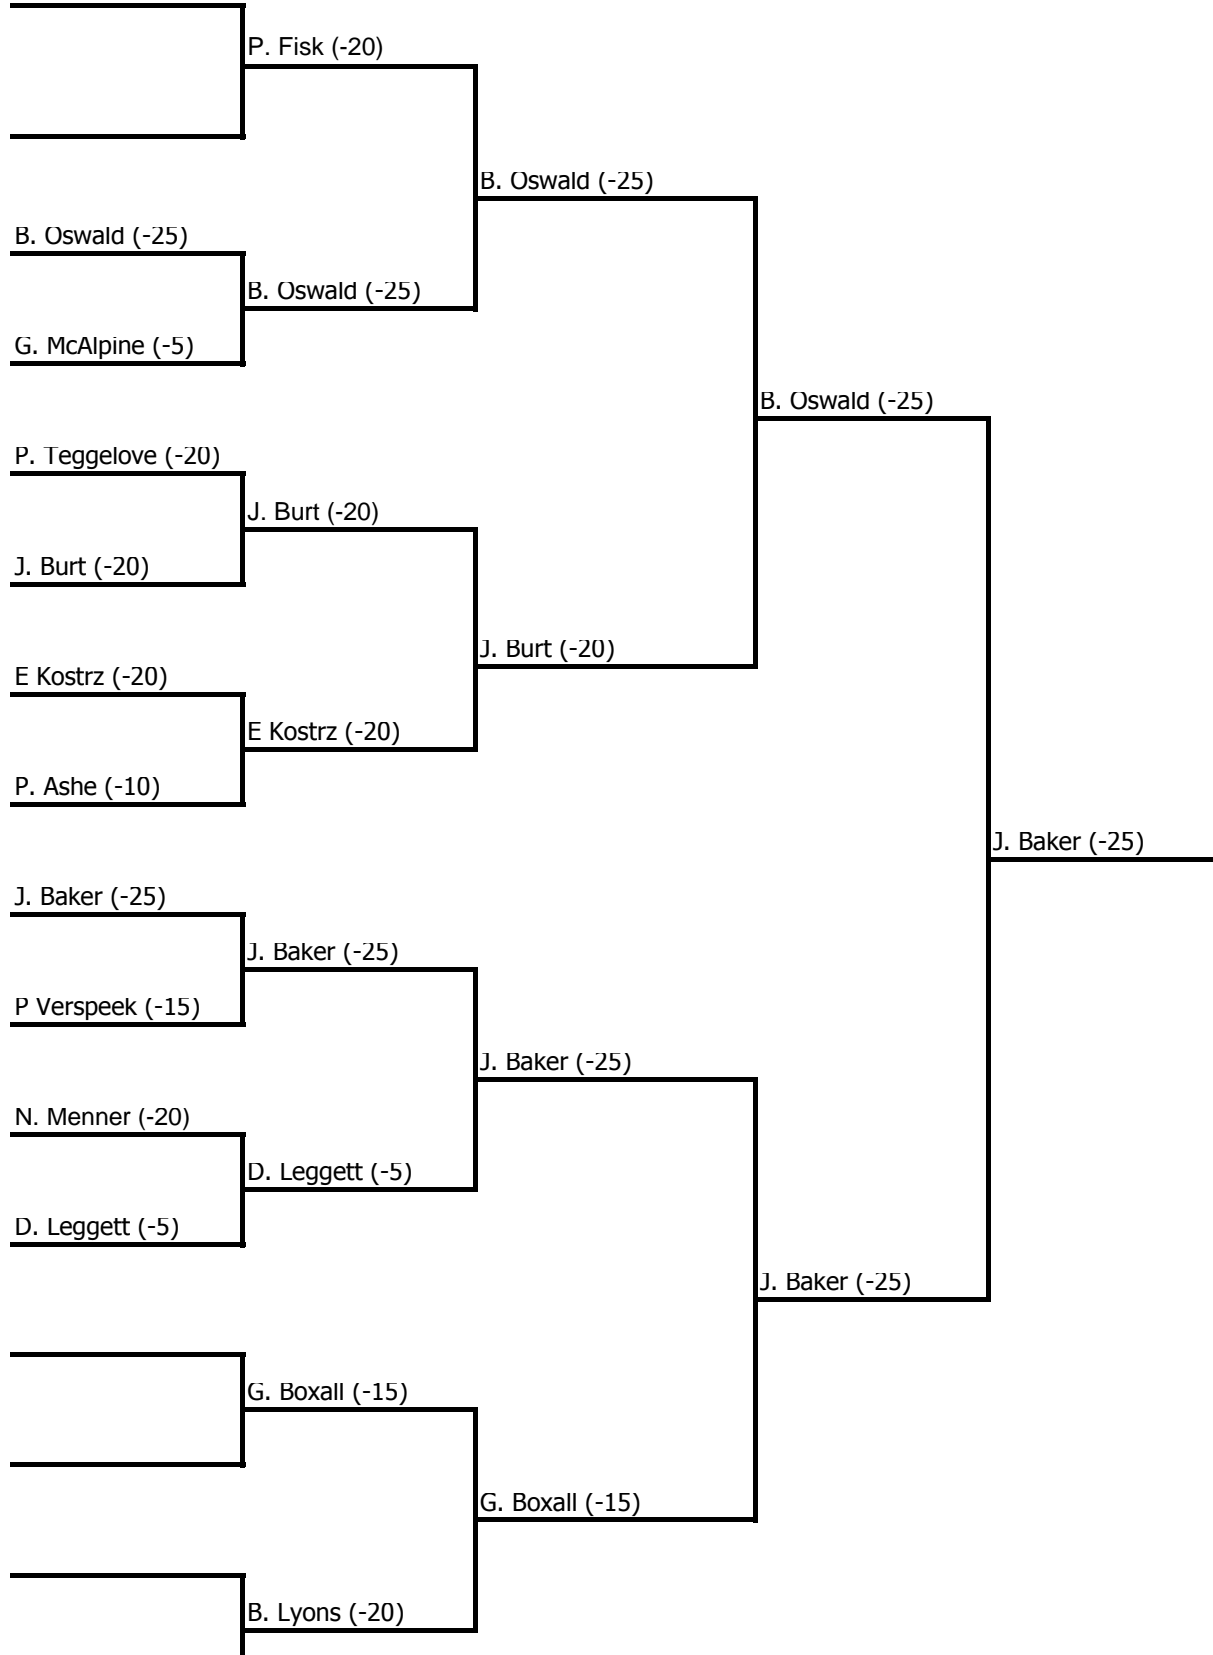 P. Fisk (-20)
B. Oswald (-25)
B. Oswald (-25)
B. Oswald (-25)
G. McAlpine (-5)
B. Oswald (-25)
P. Teggelove (-20)
J. Burt (-20)
J. Burt (-20)
J. Burt (-20)
E Kostrz (-20)
E Kostrz (-20)
P. Ashe (-10)
J. Baker (-25)
J. Baker (-25)
J. Baker (-25)
P Verspeek (-15)
J. Baker (-25)
N. Menner (-20)
D. Leggett (-5)
D. Leggett (-5)
J. Baker (-25)
G. Boxall (-15)
G. Boxall (-15)
B. Lyons (-20)